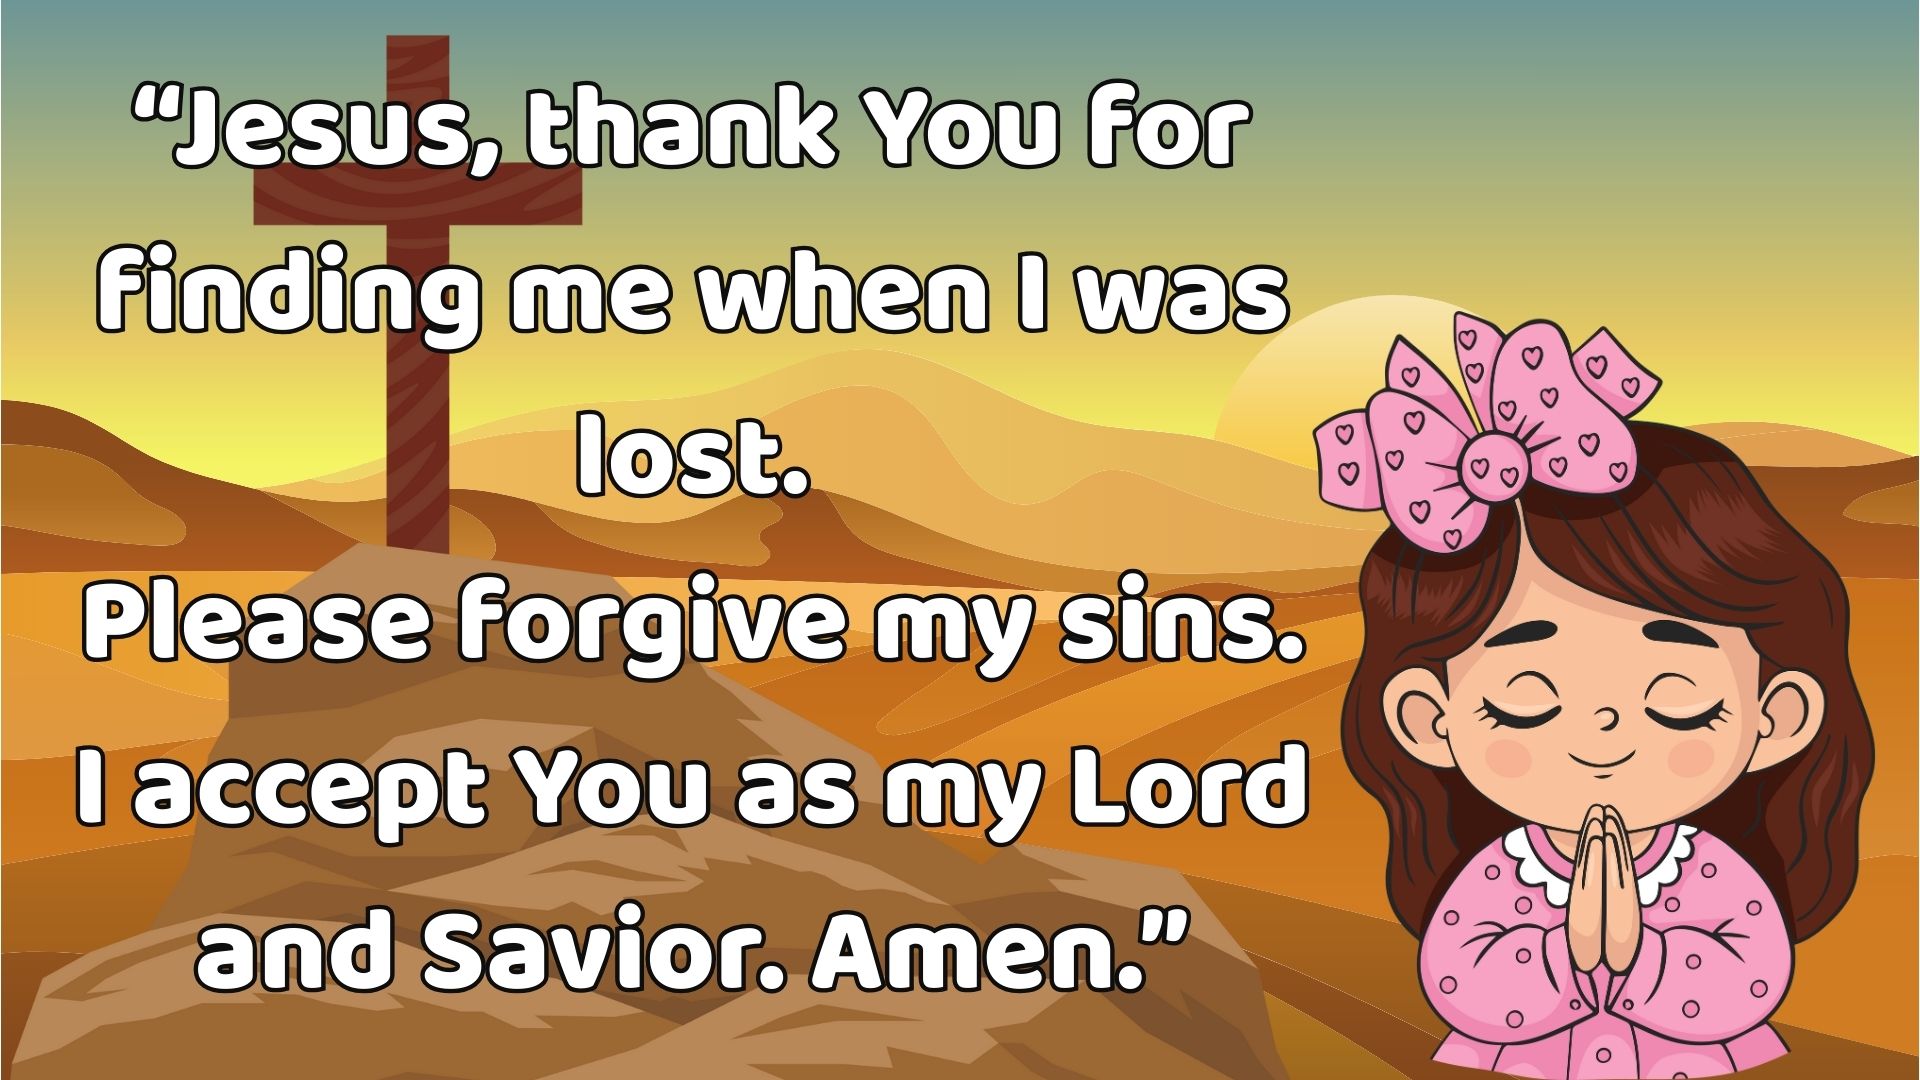 “Jesus, thank You for
finding me when I was
lost.
Please forgive my sins.
I accept You as my Lord
and Savior. Amen.”